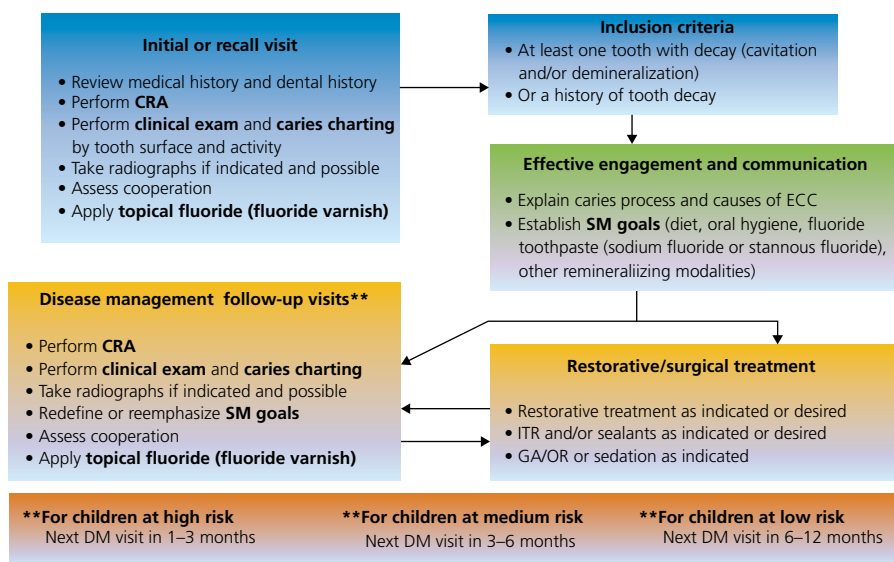 Initial or recall visit
• Review medical history and dental history
• Perform CRA
• Perform clinical exam and caries charting
by tooth surface and activity
• Take radiographs if indicated and possible
• Assess cooperation
• Apply topical fluoride (fluoride varnish)
Inclusion criteria
• At least one tooth with decay (cavitation
and/or demineralization)
• Or a history of tooth decay
Effective engagement and communication
• Explain caries process and causes of ECC
• Establish SM goals (diet, oral hygiene, fluoride
toothpaste (sodium fluoride or stannous fluoride),
other remineraliizing modalities)
Disease management follow-up visits**
• Perform CRA
• Perform clinical exam and caries charting
• Take radiographs if indicated and possible
• Redefine or reemphasize SM goals
• Assess cooperation
• Apply topical fluoride (fluoride varnish)
Restorative/surgical treatment
• Restorative treatment as indicated or desired
• ITR and/or sealants as indicated or desired
• GA/OR or sedation as indicated
**For children at high risk
Next DM visit in 1–3 months
**For children at medium risk
Next DM visit in 3–6 months
**For children at low risk
Next DM visit in 6–12 months